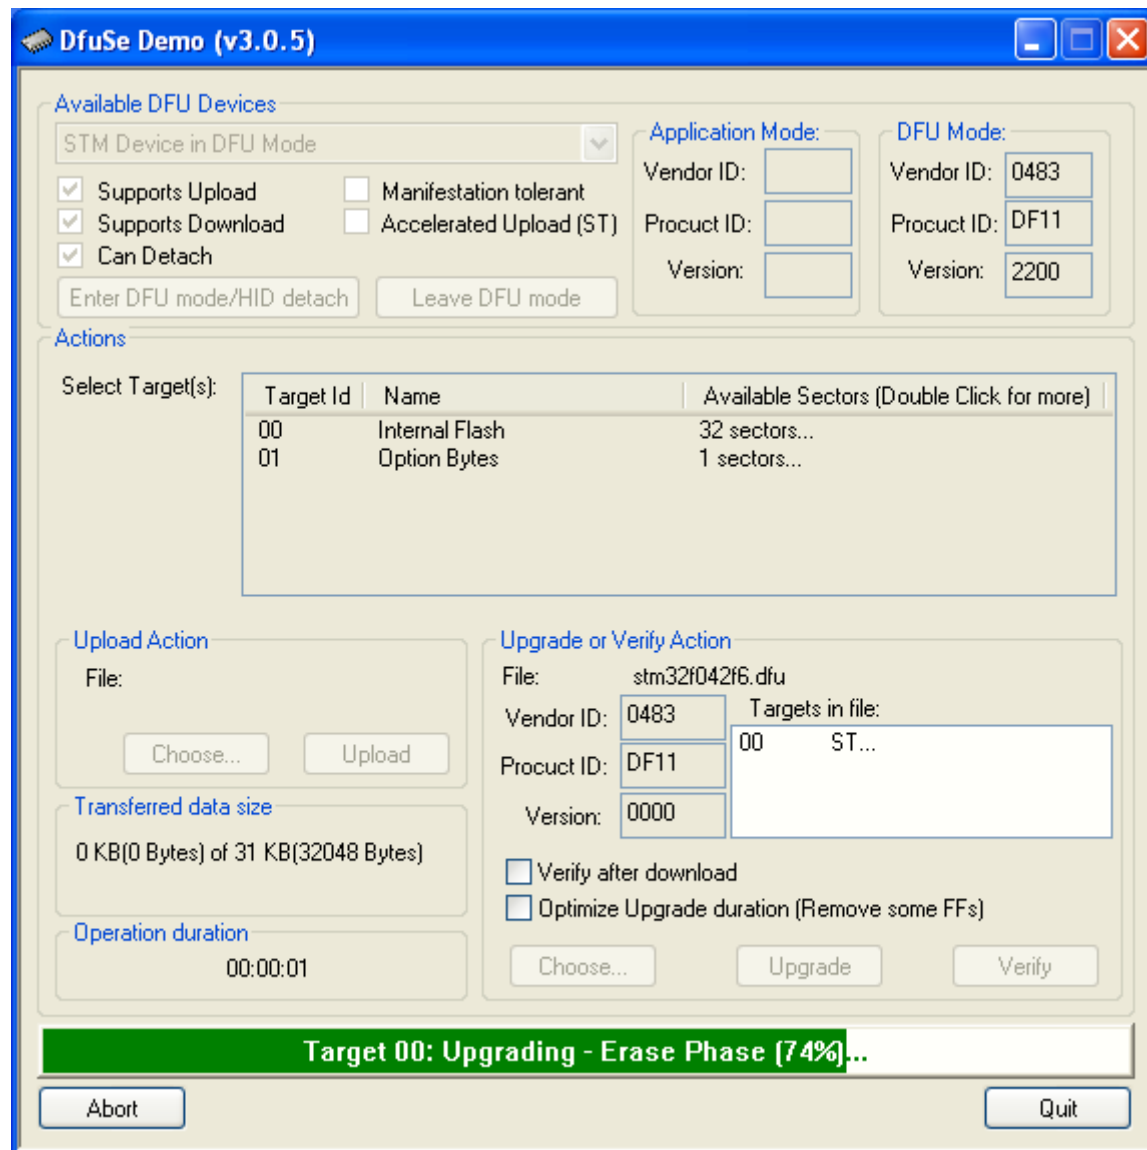 DfuSe Demo (v3.0.5)
Available DFU Devices
STM Device in DFU Mode
Supports Upload
Manifestation tolerant
Supports Download
Accelerated Upload (ST)
Can Detach
Enter DFU mode/HID detach
Leave DFU mode
Application Mode:
Vendor ID:
Procuct ID:
Version:
DFU Mode:
Vendor ID: 0483
Procuct ID: DF11
Version: 2200
Actions
Select Target(s):
Target Id Name Available Sectors (Double Click for more)
00 Internal Flash 32 sectors...
01 Option Bytes 1 sectors...
Upload Action
File:
Choose... Upload
Transferred data size
0 KB(0 Bytes) of 31 KB(32048 Bytes)
Operation duration
00:00:01
Upgrade or Verify Action
File: stm32f042f6.dfu
Vendor ID: 0483
Procuct ID: DF11
Version: 0000
Targets in file:
00 ST...
Verify after download
Optimize Upgrade duration (Remove some FFs)
Choose... Upgrade Verify
Target 00: Upgrading - Erase Phase (74%)...
Abort Quit